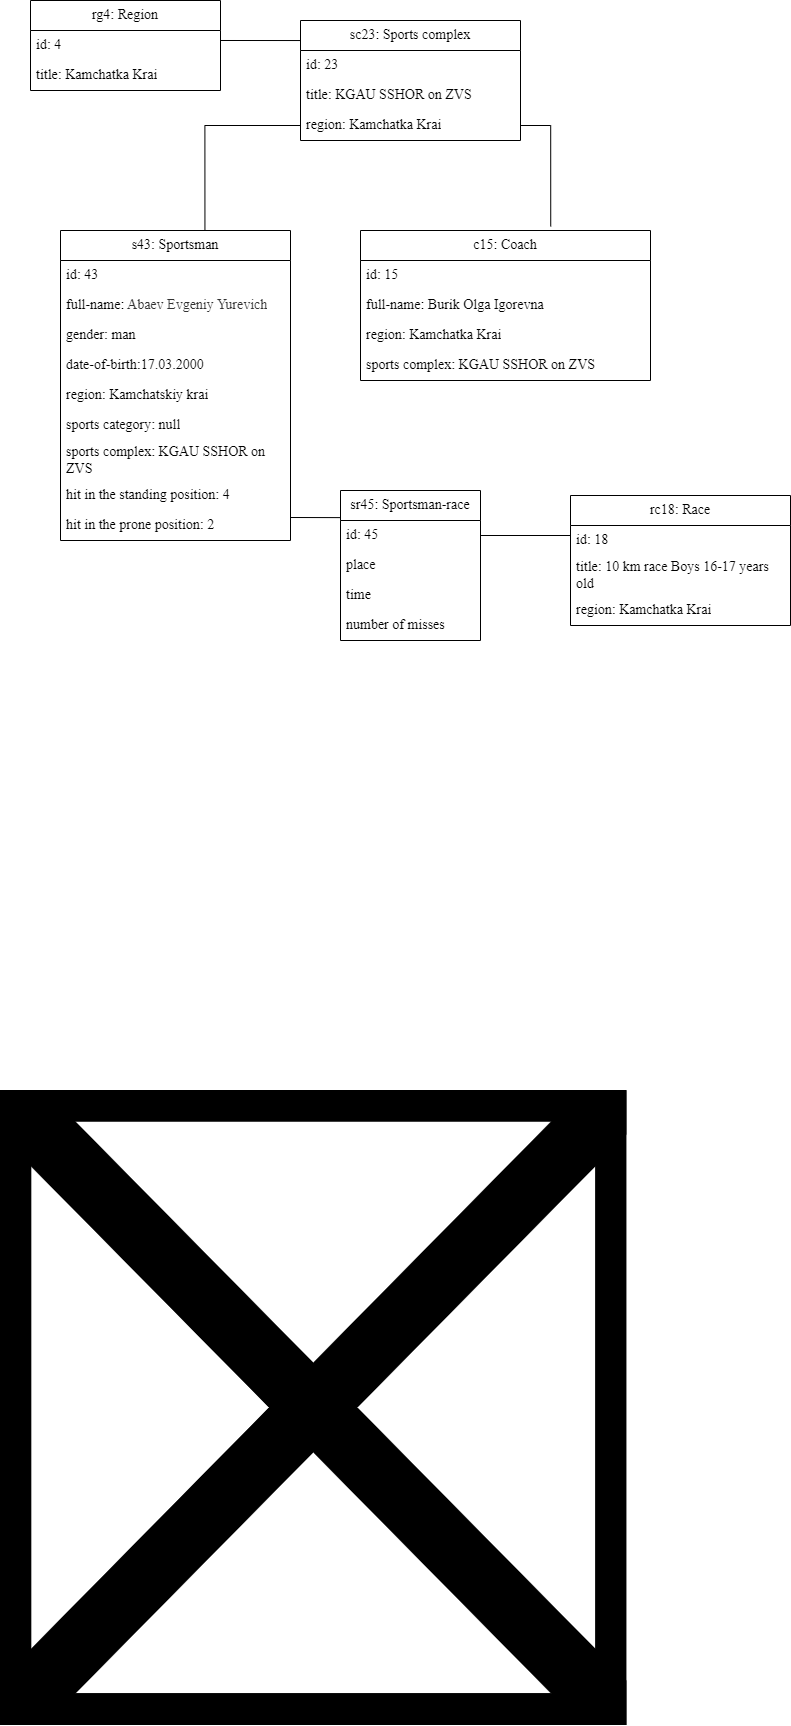 rg4: Region
id: 4
title: Kamchatka Krai
sc23: Sports complex
id: 23
title: KGAU SSHOR on ZVS
region: Kamchatka Krai
s43: Sportsman
id: 43
full-name: Abaev Evgeniy Yurevich
gender: man
date-of-birth:17.03.2000
region: Kamchatskiy krai
sports category: null
sports complex: KGAU SSHOR on
ZVS
hit in the standing position: 4
hit in the prone position: 2
c15: Coach
id: 15
full-name: Burik Olga Igorevna
region: Kamchatka Krai
sports complex: KGAU SSHOR on ZVS
sr45: Sportsman-race
id: 45
place
time
number of misses
rc18: Race
id: 18
title: 10 km race Boys 16-17 years
old
region: Kamchatka Krai